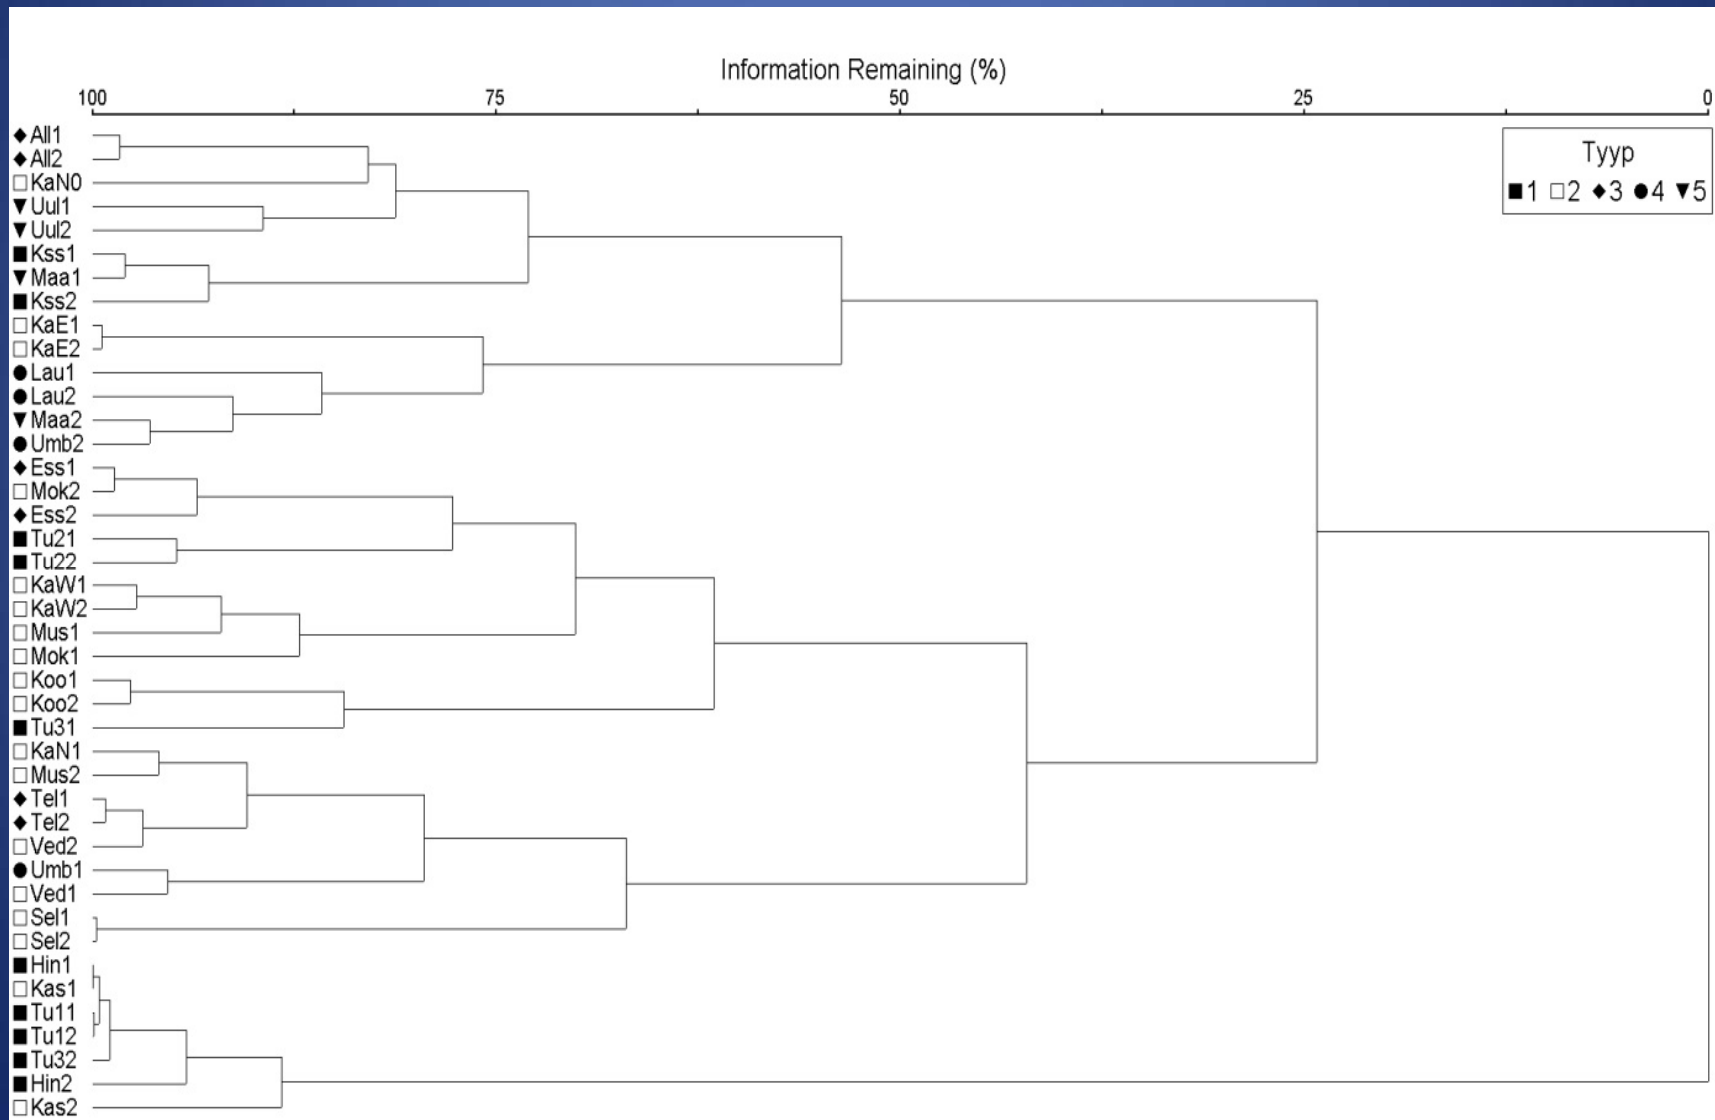 Information Remaining (%)
100 75 50 25 0
Tyyp
1 2 3 4 5
All1
All2
KaN0
Uul1
Uul2
Kss1
Maa1
Kss2
KaE1
KaE2
Lau1
Lau2
Maa2
Umb2
Ess1
Mok2
Ess2
Tu21
Tu22
KaW1
KaW2
Mus1
Mok1
Koo1
Koo2
Tu31
KaN1
Mus2
Tel1
Tel2
Ved2
Umb1
Ved1
Sel1
Sel2
Hin1
Kas1
Tu11
Tu12
Tu32
Hin2
Kas2